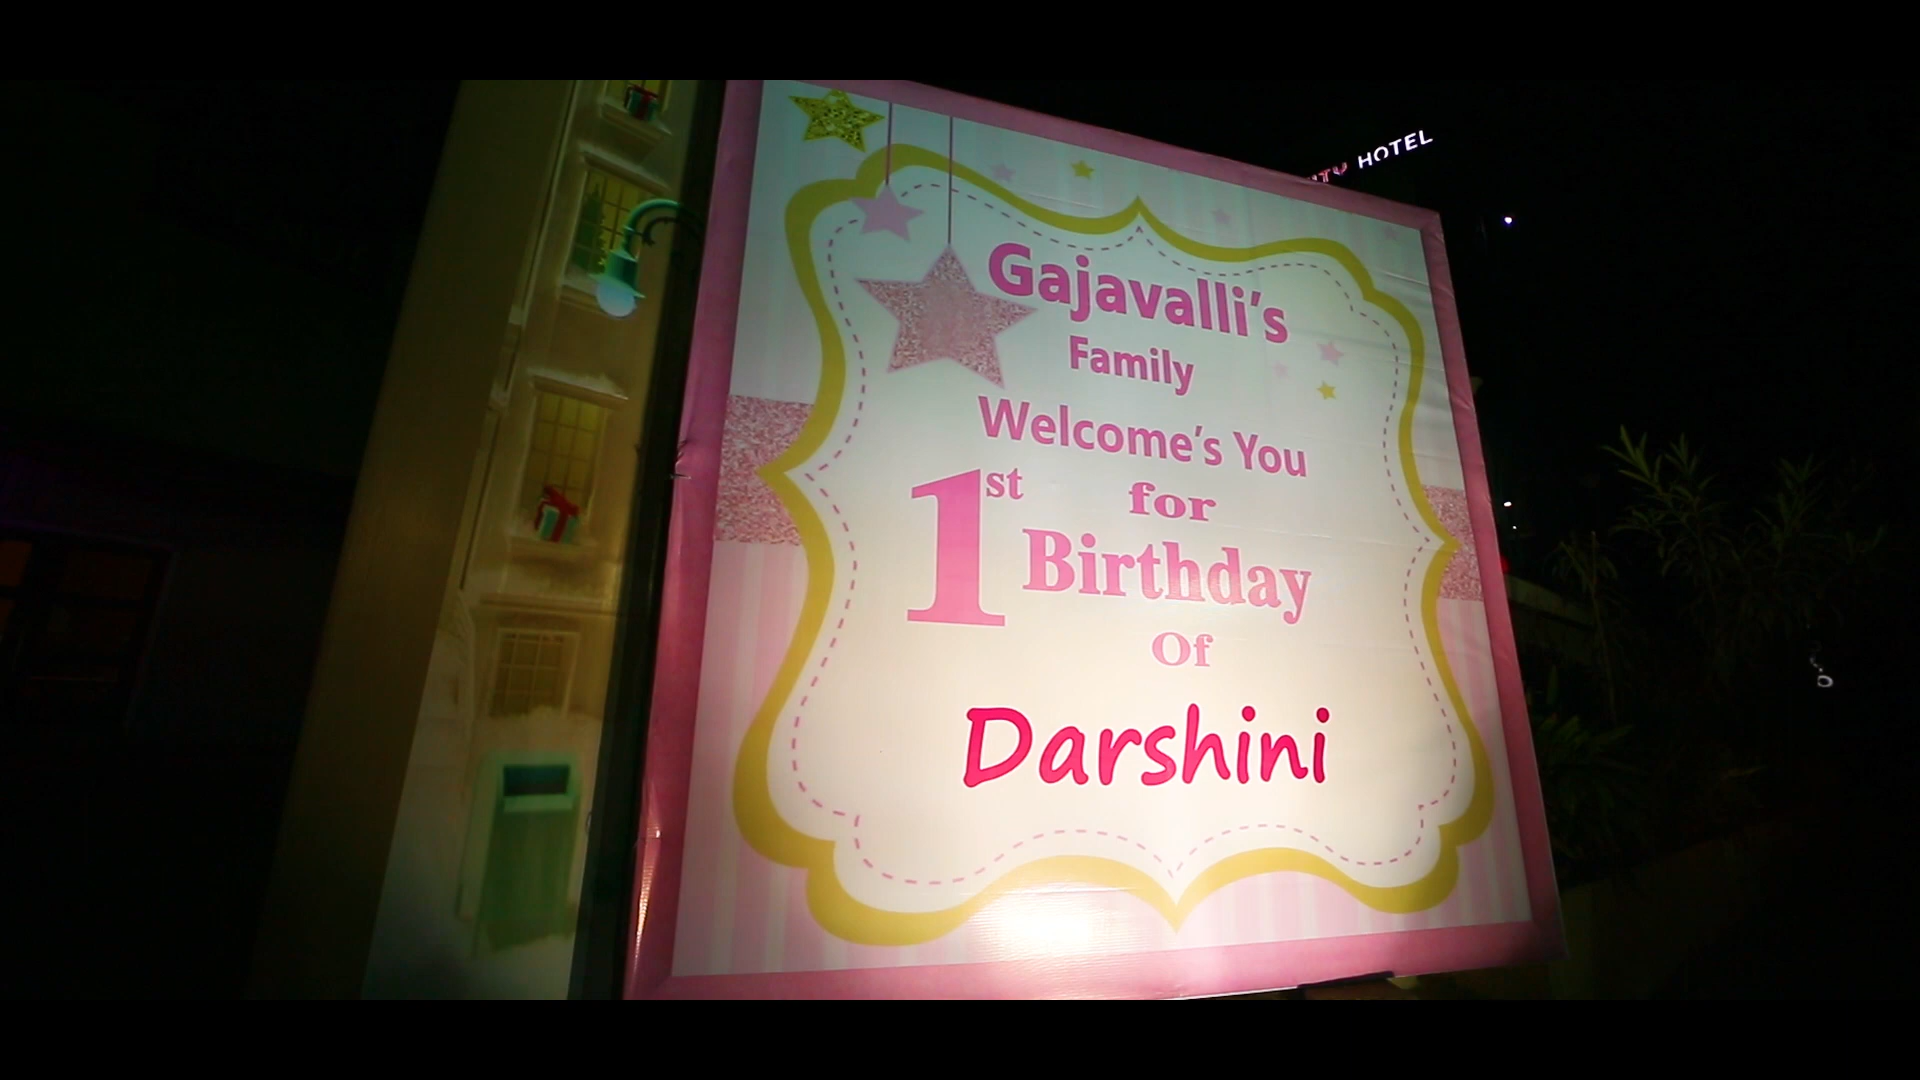 HOTEL
Gajavalli's
Family
Welcome's You
for
1st Birthday
Of
Darshini